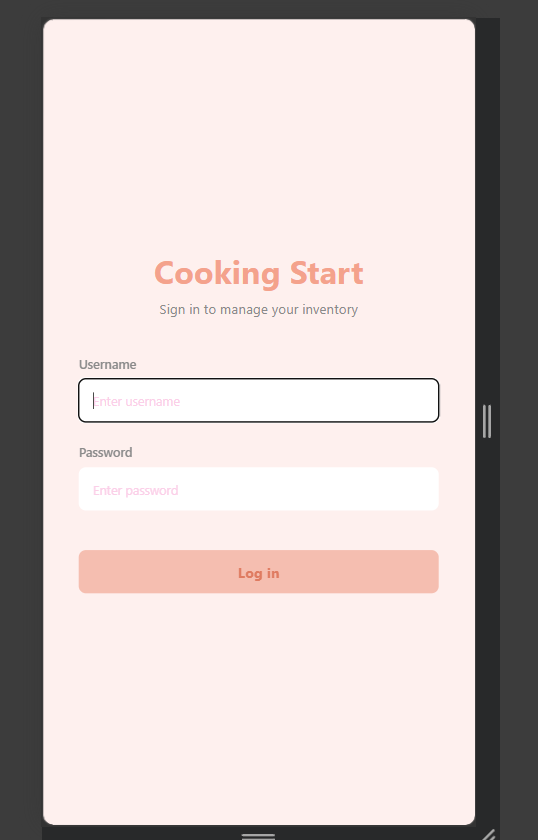 Cooking Start
Sign in to manage your inventory
Username
Enter username
Password
Enter password
Log in